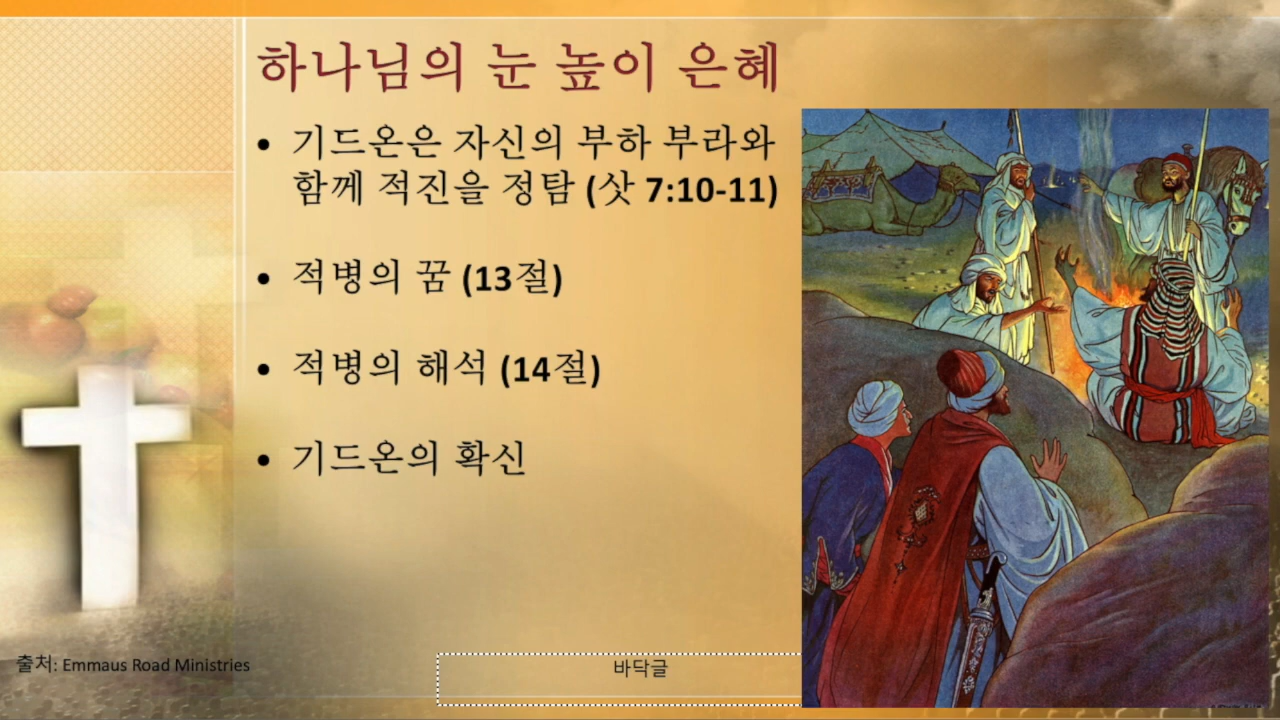 하나님의 눈 높이 은혜
• 기드온은 자신의 부하 부라와
함께 적진을 정탐 (삿 7:10-11)
• 적병의 꿈 (13절)
• 적병의 해석 (14절)
• 기드온의 확신
출처: Emmaus Road Ministries
바닥글